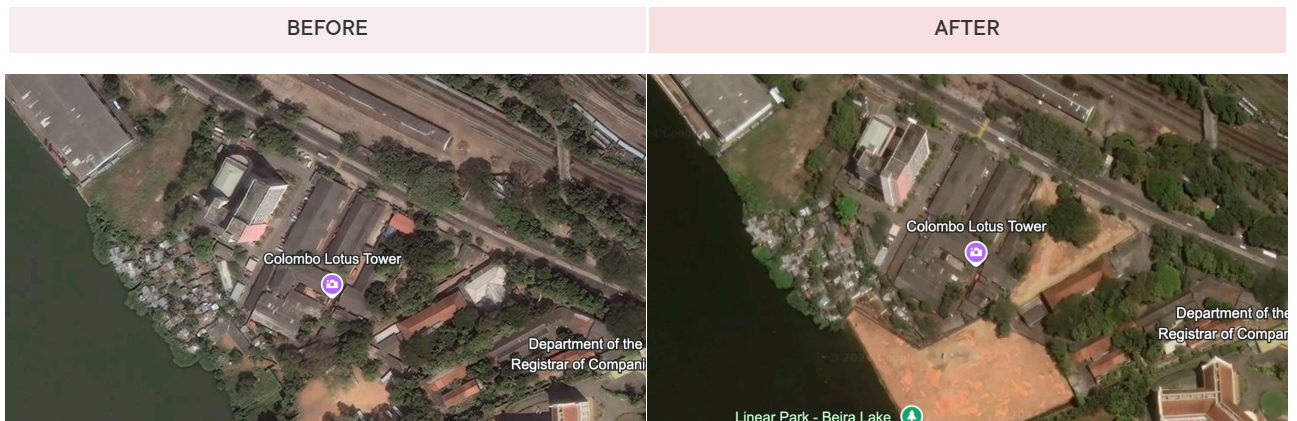 BEFORE
AFTER
Colombo Lotus Tower
Department of the
Registrar of Compani
Colombo Lotus Tower
Department of the
Registrar of Compan
Linear Park - Beira Lake